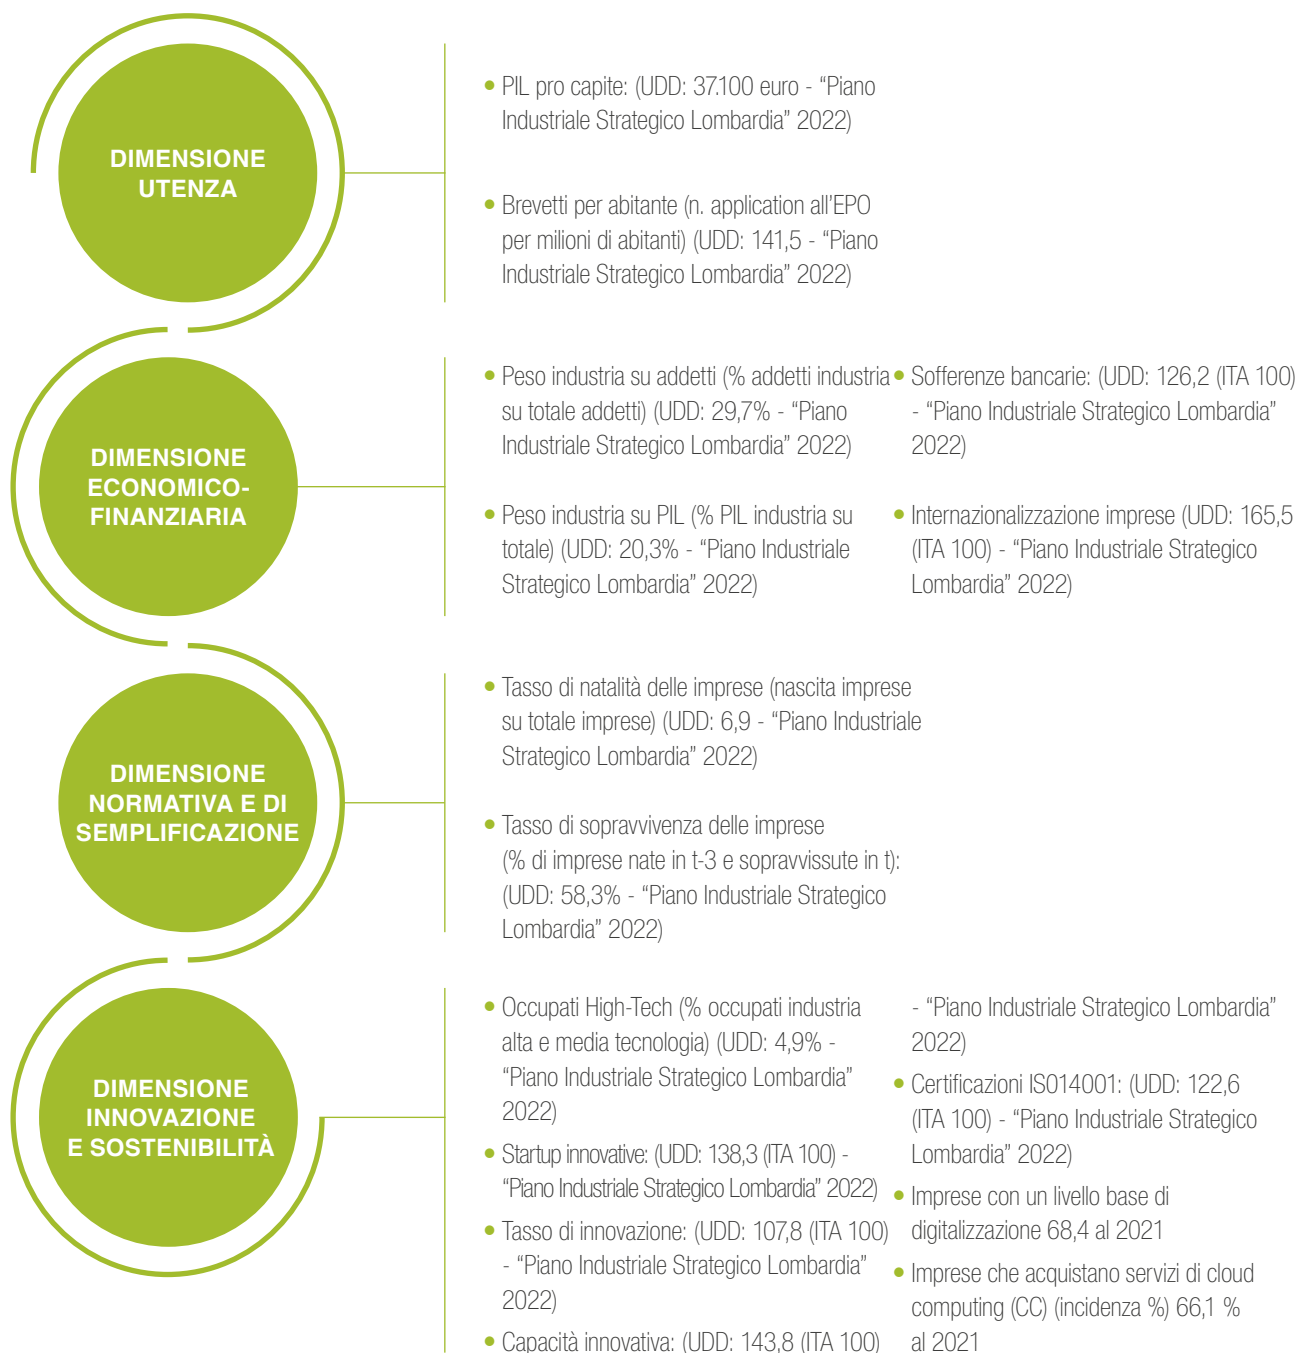 DIMENSIONE
UTENZA
• PIL pro capite: (UDD: 37.100 euro - “Piano
Industriale Strategico Lombardia” 2022)
• Brevetti per abitante (n. application all’EPO
per milioni di abitanti) (UDD: 141,5 - “Piano
Industriale Strategico Lombardia” 2022)
DIMENSIONE
ECONOMICO-
FINANZIARIA
• Peso industria su addetti (% addetti industria
su totale addetti) (UDD: 29,7% - “Piano
Industriale Strategico Lombardia” 2022)
• Peso industria su PIL (% PIL industria su
totale) (UDD: 20,3% - “Piano Industriale
Strategico Lombardia” 2022)
• Sofferenze bancarie: (UDD: 126,2 (ITA 100)
- “Piano Industriale Strategico Lombardia”
2022)
• Internazionalizzazione imprese (UDD: 165,5
(ITA 100) - “Piano Industriale Strategico
Lombardia” 2022)
DIMENSIONE
NORMATIVA E DI
SEMPLIFICAZIONE
• Tasso di natalità delle imprese (nascita imprese
su totale imprese) (UDD: 6,9 - “Piano Industriale
Strategico Lombardia” 2022)
• Tasso di sopravvivenza delle imprese
(% di imprese nate in t-3 e sopravvissute in t):
(UDD: 58,3% - “Piano Industriale Strategico
Lombardia” 2022)
DIMENSIONE
INNOVAZIONE
E SOSTENIBILITÀ
• Occupati High-Tech (% occupati industria
alta e media tecnologia) (UDD: 4,9% -
“Piano Industriale Strategico Lombardia”
2022)
• Startup innovative: (UDD: 138,3 (ITA 100) -
“Piano Industriale Strategico Lombardia” 2022)
• Tasso di innovazione: (UDD: 107,8 (ITA 100)
- “Piano Industriale Strategico Lombardia”
2022)
• Capacità innovativa: (UDD: 143,8 (ITA 100)
- “Piano Industriale Strategico Lombardia”
2022)
• Certificazioni ISO14001: (UDD: 122,6
(ITA 100) - “Piano Industriale Strategico
Lombardia” 2022)
• Imprese con un livello base di
digitalizzazione 68,4 al 2021
• Imprese che acquistano servizi di cloud
computing (CC) (incidenza %) 66,1 %
al 2021